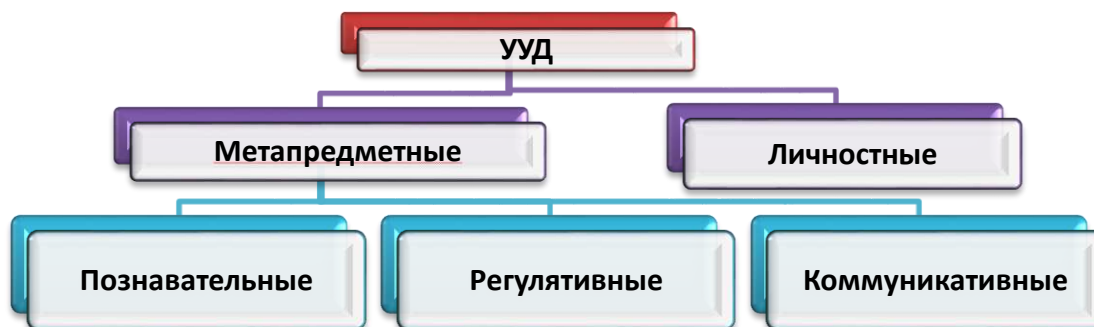 УУД
Метапредметные
Личностные
Познавательные
Регулятивные
Коммуникативные